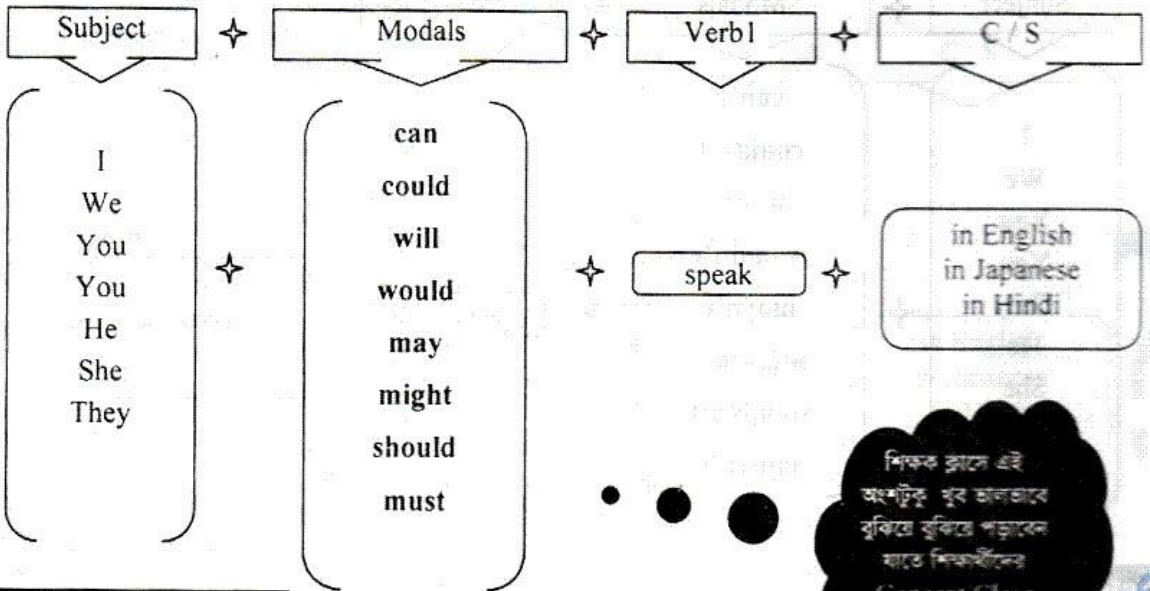 Subject Modals Verb1 C / S
I
We
You
You
He
She
They
can
could
will
would
may
might
should
must
speak
in English
in Japanese
in Hindi
শিক্ষক ক্লাসে এই
অংশটুকু খুব ভালভাবে
বুঝিয়ে বুঝিয়ে পড়াবেন
যাতে শিক্ষার্থীদের